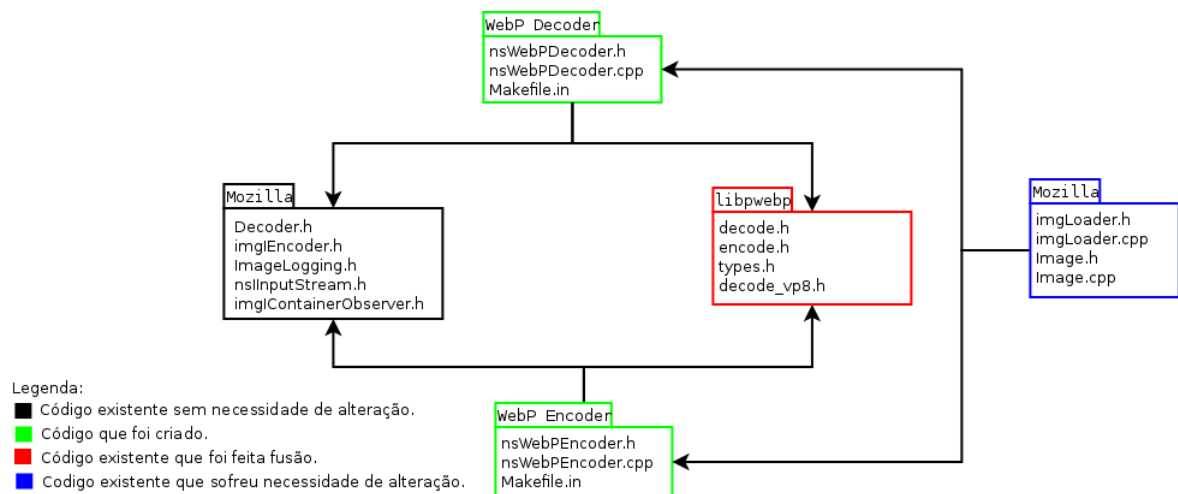 WebP Decoder
nsWebPDecoder.h
nsWebPDecoder.cpp
Makefile.in
Mozilla
Decoder.h
imgIEncoder.h
ImageLogging.h
nsIInputStream.h
imgIContainerObserver.h
libpwebp
decode.h
encode.h
types.h
decode_vp8.h
Mozilla
imgLoader.h
imgLoader.cpp
Image.h
Image.cpp
WebP Encoder
nsWebPEncoder.h
nsWebPEncoder.cpp
Makefile.in
Legenda:
Código existente sem necessidade de alteração.
Código que foi criado.
Código existente que foi feita fusão.
Codigo existente que sofreu necessidade de alteração.